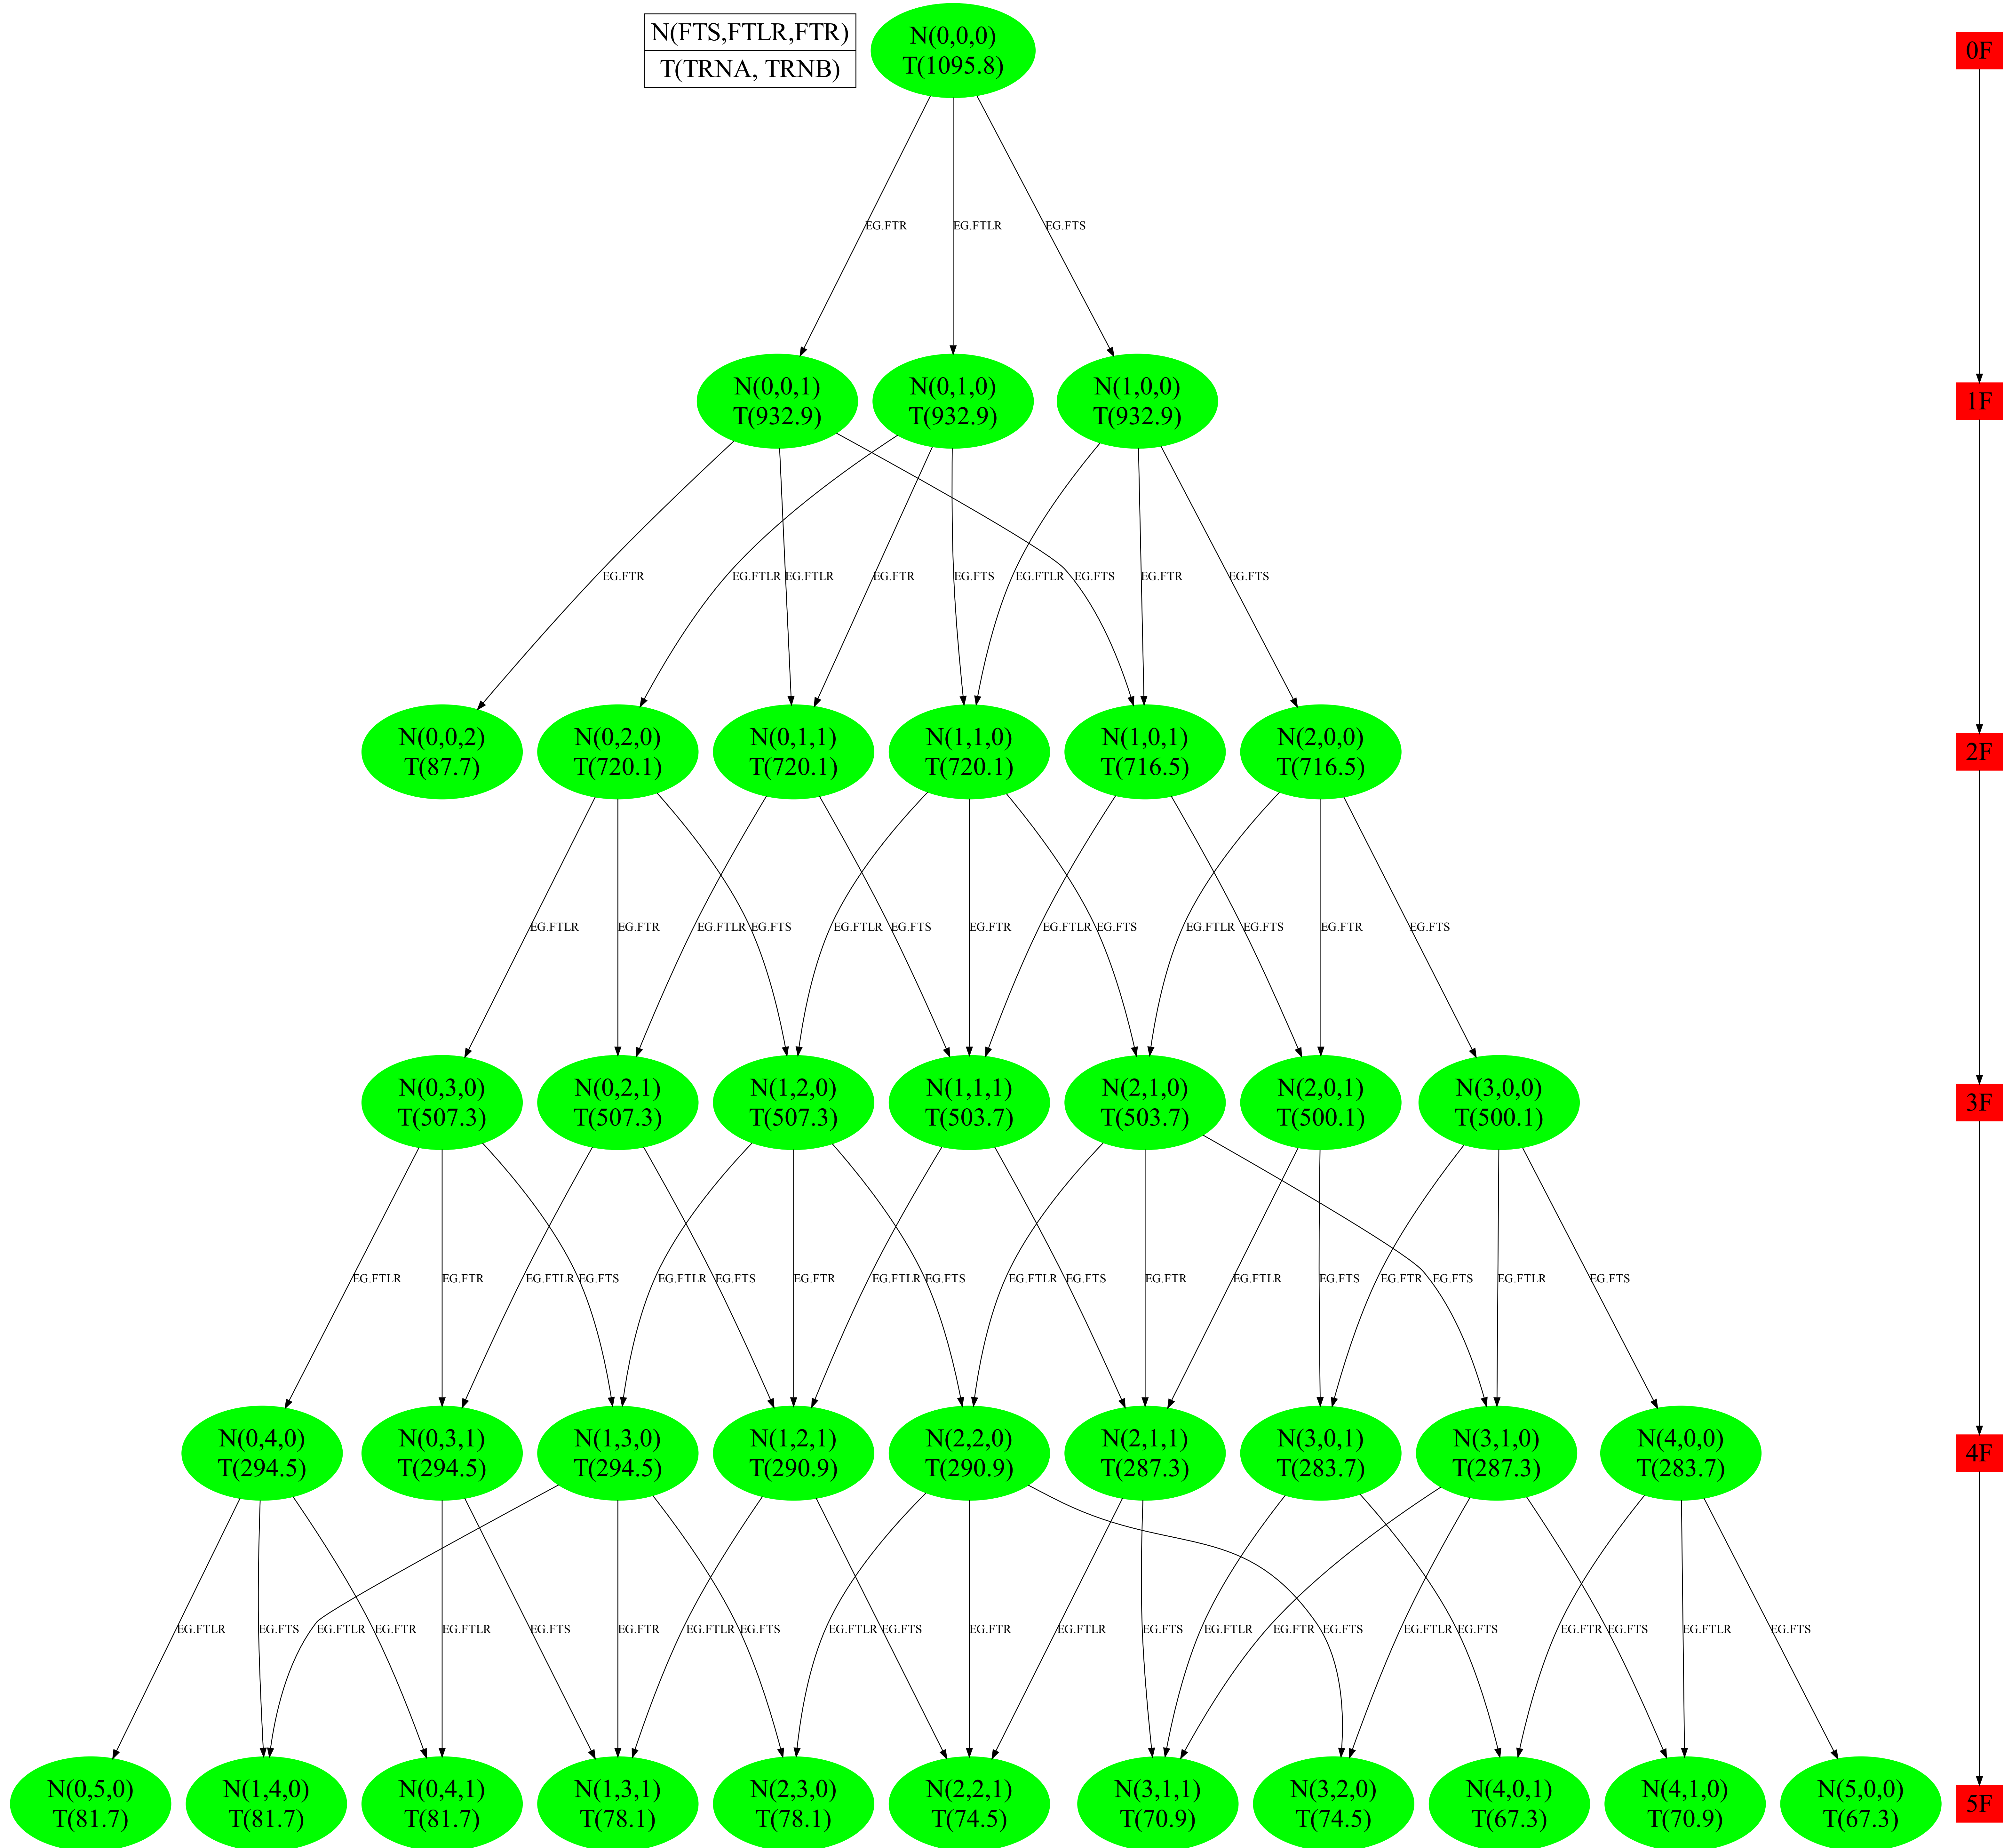 N(FTS,FTLR,FTR)
T(TRNA, TRNB)
N(0,0,0)
T(1095.8)
0F
EG.FTR
EG.FTLR
EG.FTS
N(0,0,1)
T(932.9)
N(0,1,0)
T(932.9)
N(1,0,0)
T(932.9)
1F
EG.FTR
EG.FTLR
EG.FTLR
EG.FTR
EG.FTS
EG.FTLR
EG.FTS
EG.FTR
EG.FTS
N(0,0,2)
T(87.7)
N(0,2,0)
T(720.1)
N(0,1,1)
T(720.1)
N(1,1,0)
T(720.1)
N(1,0,1)
T(716.5)
N(2,0,0)
T(716.5)
2F
EG.FTLR
EG.FTR
EG.FTLR
EG.FTS
EG.FTLR
EG.FTS
EG.FTR
EG.FTLR
EG.FTS
EG.FTLR
EG.FTS
EG.FTR
EG.FTS
N(0,3,0)
T(507.3)
N(0,2,1)
T(507.3)
N(1,2,0)
T(507.3)
N(1,1,1)
T(503.7)
N(2,1,0)
T(503.7)
N(2,0,1)
T(500.1)
N(3,0,0)
T(500.1)
3F
EG.FTLR
EG.FTR
EG.FTLR
EG.FTS
EG.FTLR
EG.FTS
EG.FTR
EG.FTLR
EG.FTS
EG.FTLR
EG.FTS
EG.FTR
EG.FTLR
EG.FTS
EG.FTR
EG.FTS
EG.FTLR
EG.FTS
N(0,4,0)
T(294.5)
N(0,3,1)
T(294.5)
N(1,3,0)
T(294.5)
N(1,2,1)
T(290.9)
N(2,2,0)
T(290.9)
N(2,1,1)
T(287.3)
N(3,0,1)
T(283.7)
N(3,1,0)
T(287.3)
N(4,0,0)
T(283.7)
4F
EG.FTLR
EG.FTS
EG.FTLR
EG.FTR
EG.FTLR
EG.FTS
EG.FTR
EG.FTLR
EG.FTS
EG.FTLR
EG.FTS
EG.FTR
EG.FTLR
EG.FTS
EG.FTLR
EG.FTR
EG.FTS
EG.FTLR
EG.FTS
EG.FTR
EG.FTS
EG.FTLR
EG.FTS
N(0,5,0)
T(81.7)
N(1,4,0)
T(81.7)
N(0,4,1)
T(81.7)
N(1,3,1)
T(78.1)
N(2,3,0)
T(78.1)
N(2,2,1)
T(74.5)
N(3,1,1)
T(70.9)
N(3,2,0)
T(74.5)
N(4,0,1)
T(67.3)
N(4,1,0)
T(70.9)
N(5,0,0)
T(67.3)
5F